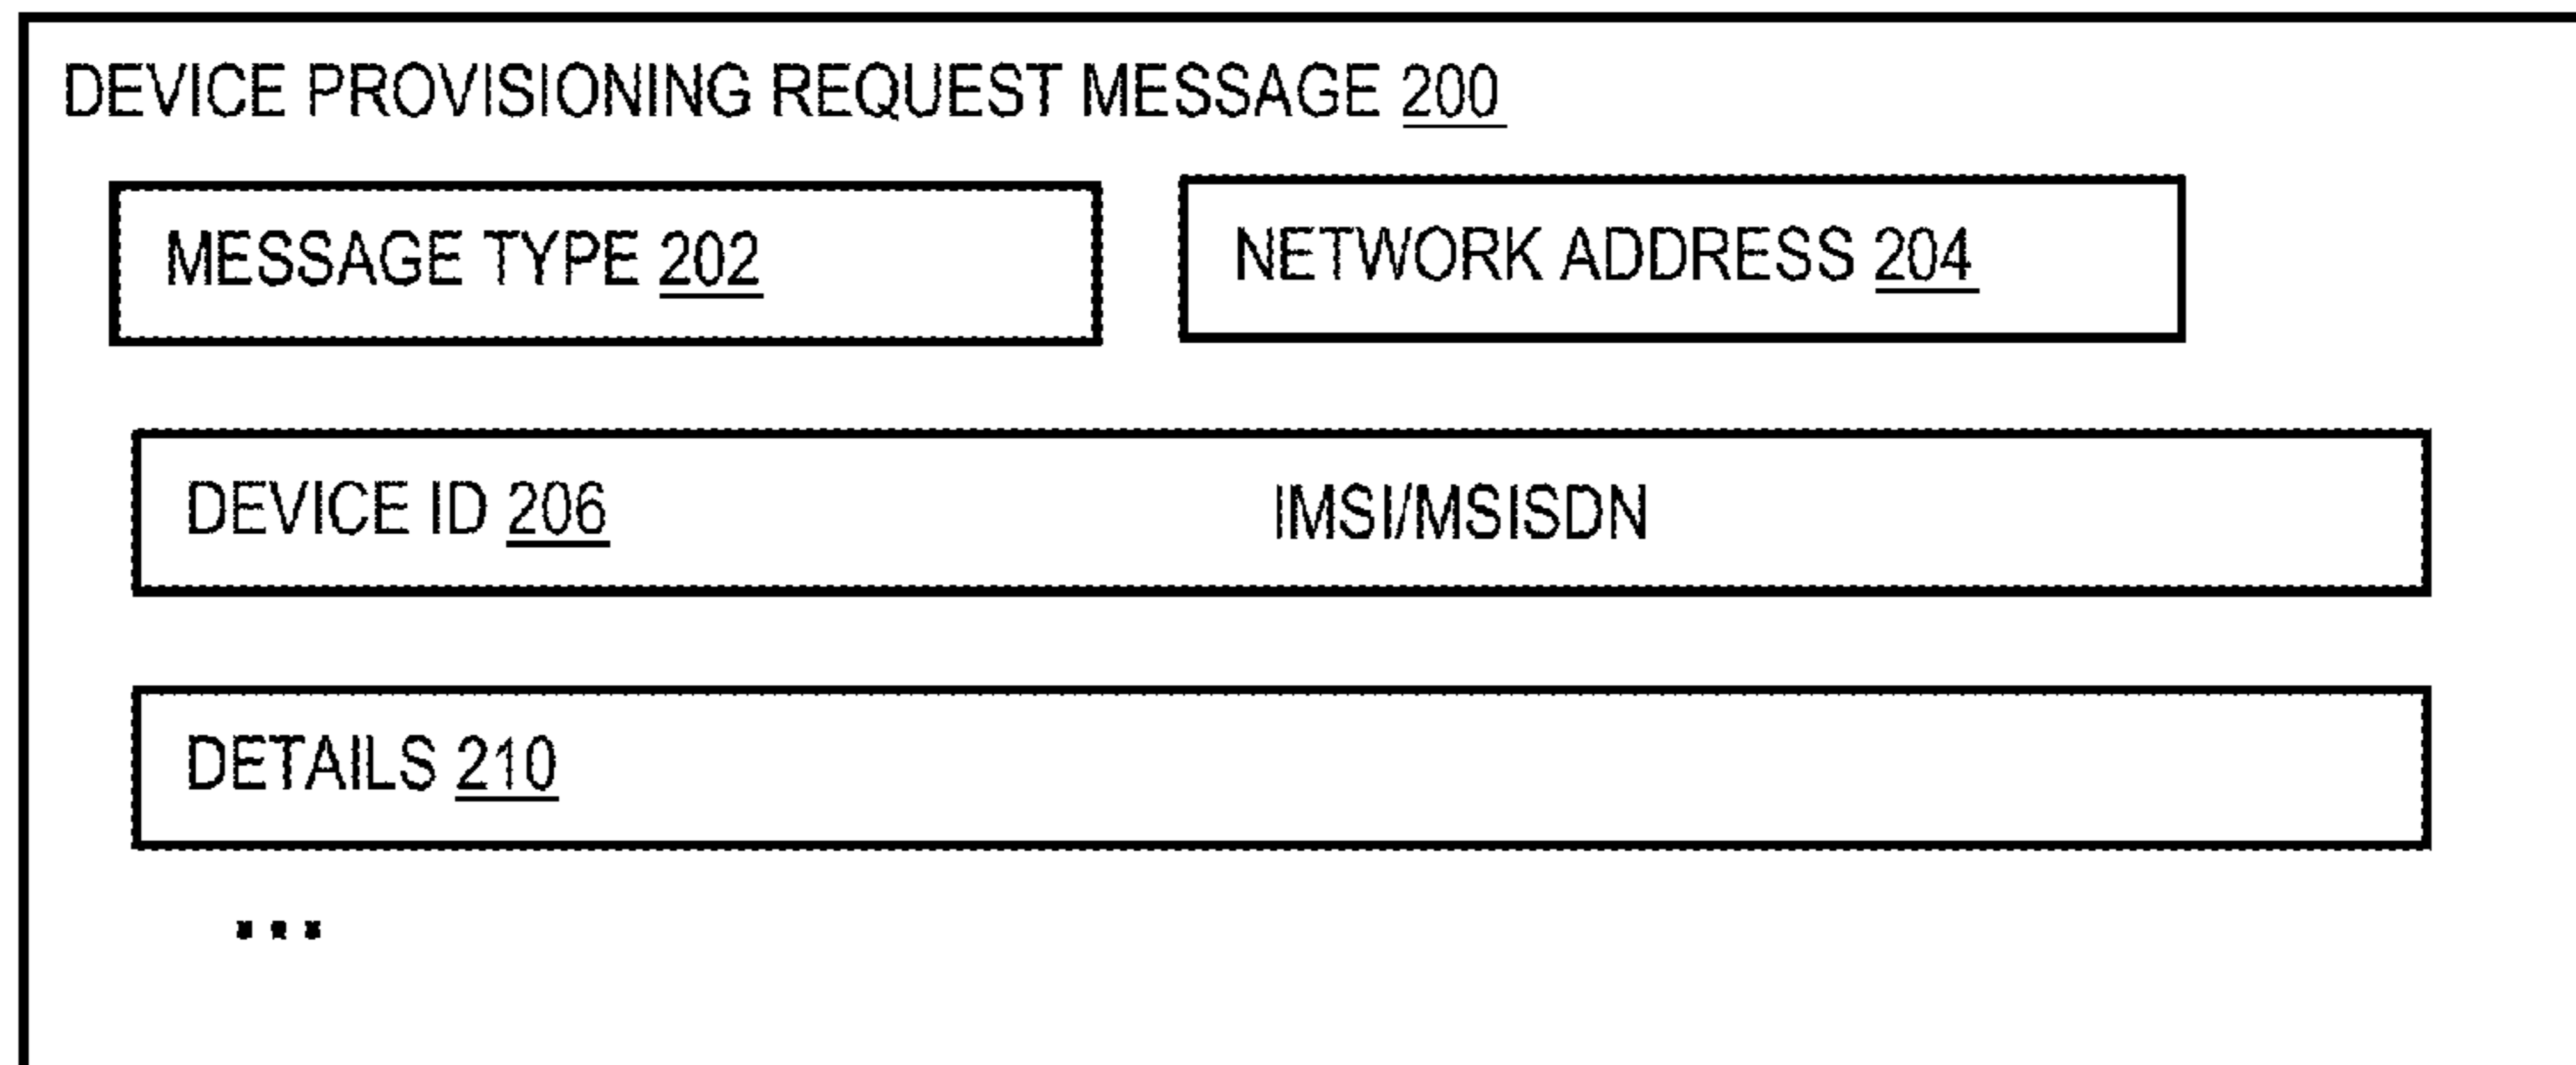 DEVICE PROVISIONING REQUEST MESSAGE 200
MESSAGE TYPE 202
NETWORK ADDRESS 204
DEVICE ID 206 IMSI/MSISDN
DETAILS 210
...